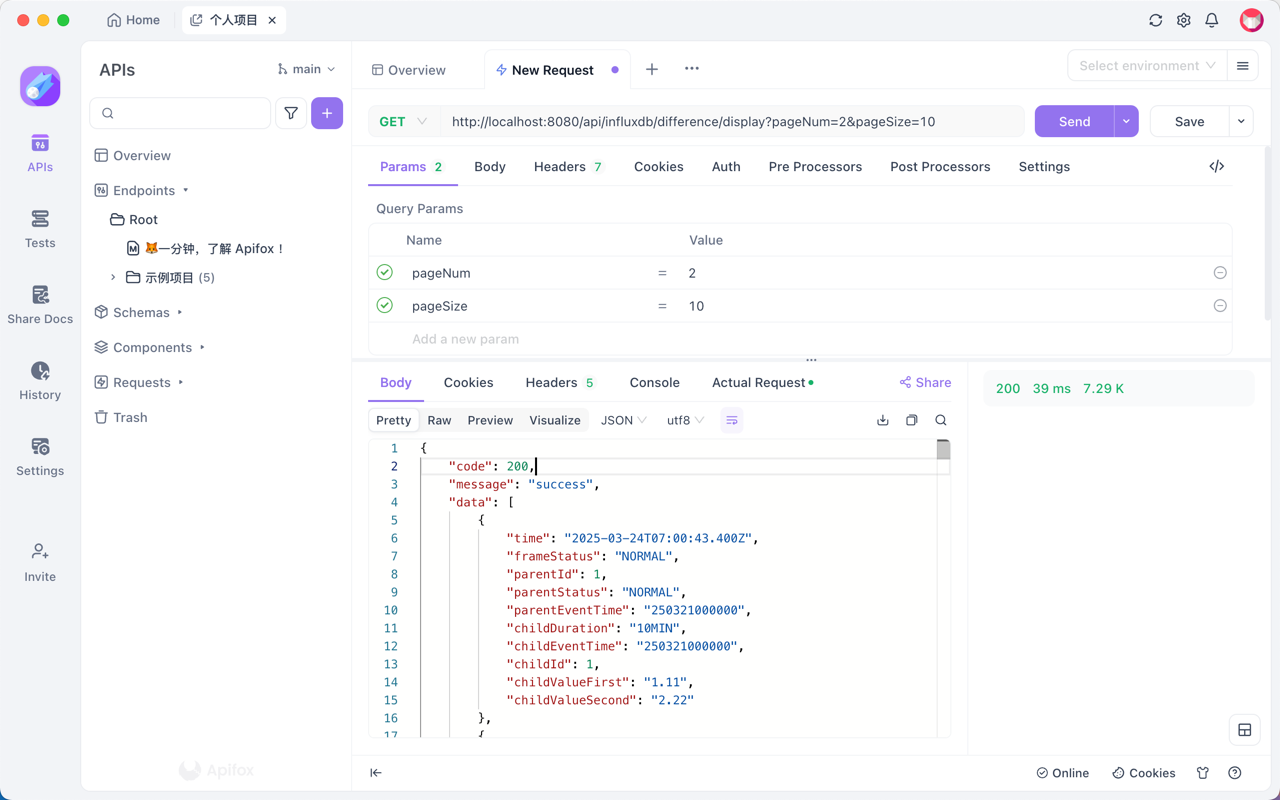 Home
个人项目
APIs
Tests
Share Docs
History
Settings
Invite
APIs
main
Overview
Endpoints
Root
🦊一分钟，了解 Apifox！
示例项目 (5)
Schemas
Components
Requests
Trash
Apifox
Overview
New Request
Select environment
GET
http://localhost:8080/api/influxdb/difference/display?pageNum=2&pageSize=10
Send
Save
Params 2
Body
Headers 7
Cookies
Auth
Pre Processors
Post Processors
Settings
Query Params
Name Value
pageNum = 2
pageSize = 10
Add a new param
Body
Cookies
Headers 5
Console
Actual Request
Share
200 39 ms 7.29 K
Pretty Raw Preview Visualize JSON utf8
1 {
2 "code": 200,
3 "message": "success",
4 "data": [
5 {
6 "time": "2025-03-24T07:00:43.400Z",
7 "frameStatus": "NORMAL",
8 "parentId": 1,
9 "parentStatus": "NORMAL",
10 "parentEventTime": "250321000000",
11 "childDuration": "10MIN",
12 "childEventTime": "250321000000",
13 "childId": 1,
14 "childValueFirst": "1.11",
15 "childValueSecond": "2.22"
16 },
17 {
Online
Cookies